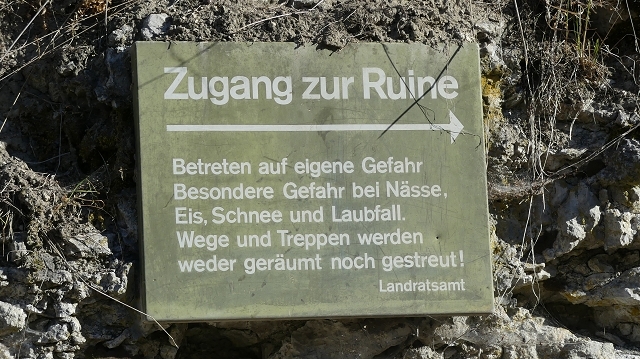 Zugang zur Ruine
Betreten auf eigene Gefahr
Besondere Gefahr bei Nässe,
Eis, Schnee und Laubfall.
Wege und Treppen werden
weder geräumt noch gestreut!
Landratsamt